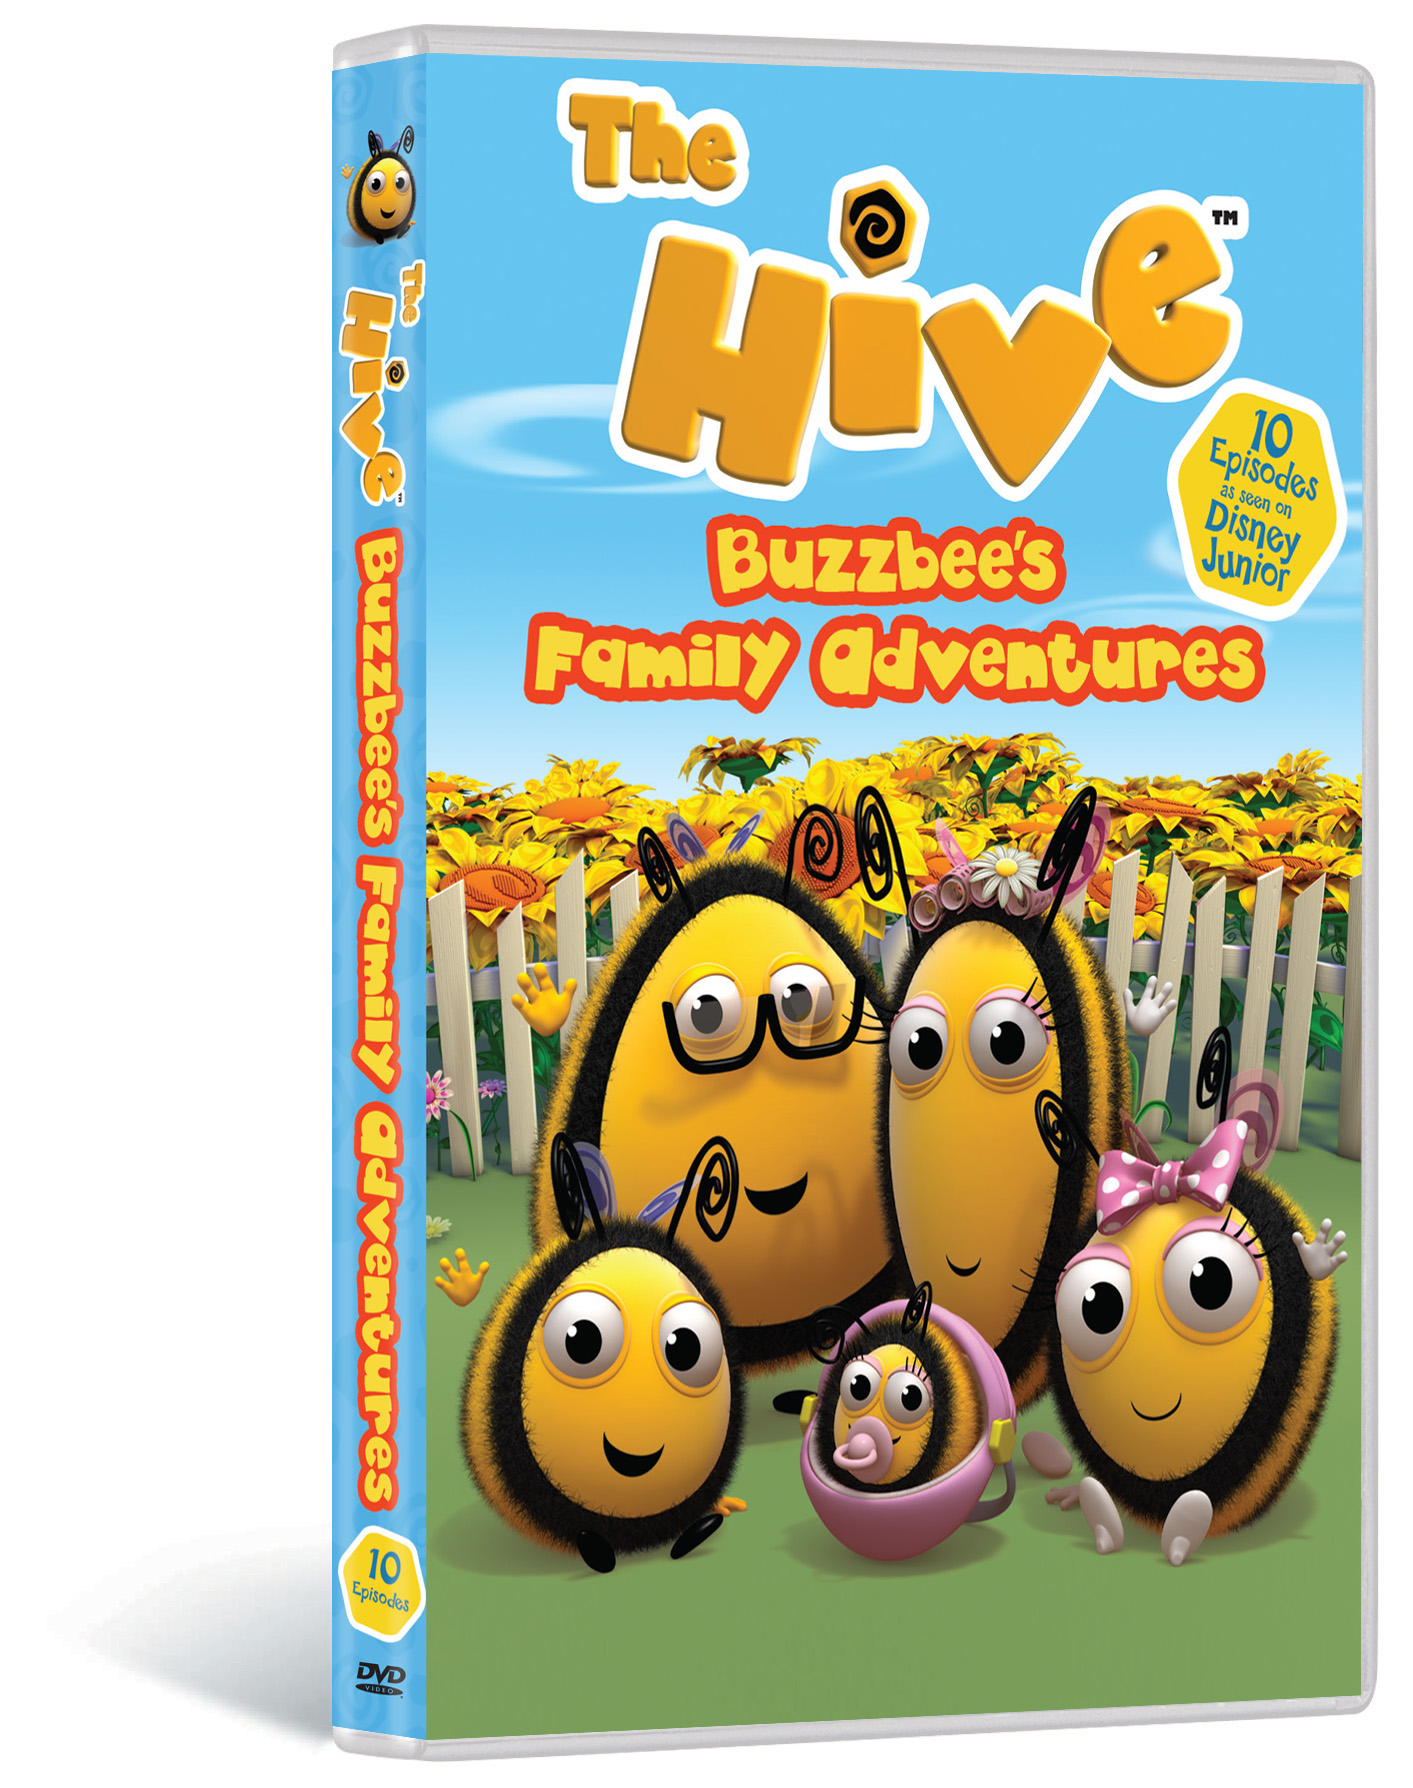 The
Hive
TM
10
Episodes
as seen on
Disney
Junior
Buzzbee's
Family Adventures
The
Hive
TM
Buzzbee's Family Adventures
10
Episodes
DVD
VIDEO